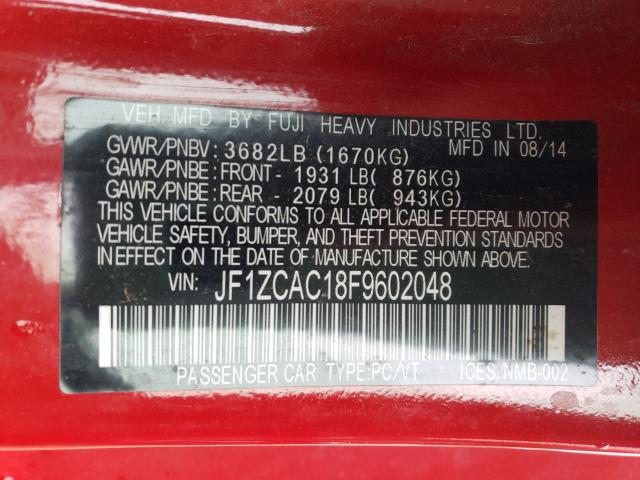 VEH. MFD BY FUJI HEAVY INDUSTRIES LTD.
GVWR/PNBV: 3682LB (1670KG) MFD IN 08/14
GAWR/PNBE: FRONT - 1931 LB( 876KG)
GAWR/PNBE: REAR - 2079 LB( 943KG)
THIS VEHICLE CONFORMS TO ALL APPLICABLE FEDERAL MOTOR
VEHICLE SAFETY, BUMPER, AND THEFT PREVENTION STANDARDS
IN EFFECT ON THE DATE OF MANUFACTURE SHOWN ABOVE.
VIN: JF1ZCAC18F9602048
PASSENGER CAR TYPE:PC/VT ICES/NMB-002